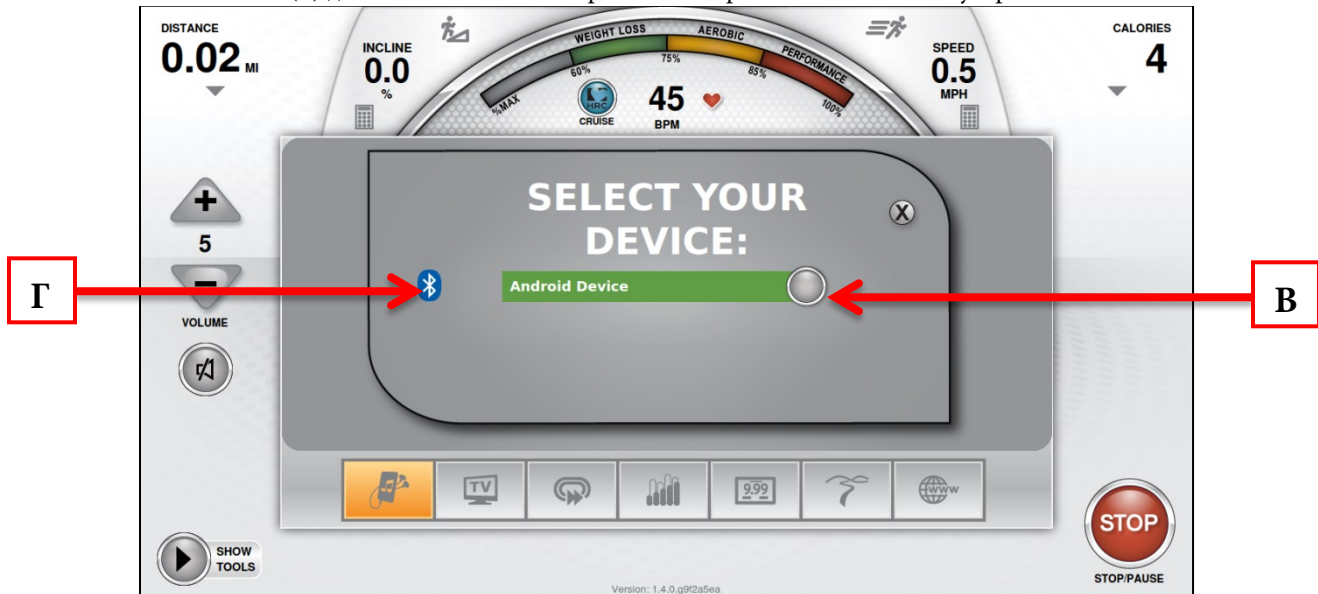 DISTANCE
0.02 MI
INCLINE
0.0
%
%MAX
60%
WEIGHT LOSS
75%
AEROBIC
85%
PERFORMANCE
100%
HRC
CRUISE
45
BPM
SPEED
0.5
MPH
CALORIES
4
+
5
−
VOLUME
SELECT YOUR
DEVICE:
X
Г
Android Device
В
TV
9.99
WWW
SHOW
TOOLS
STOP
STOP/PAUSE
Version: 1.4.0.g9f2a5ea